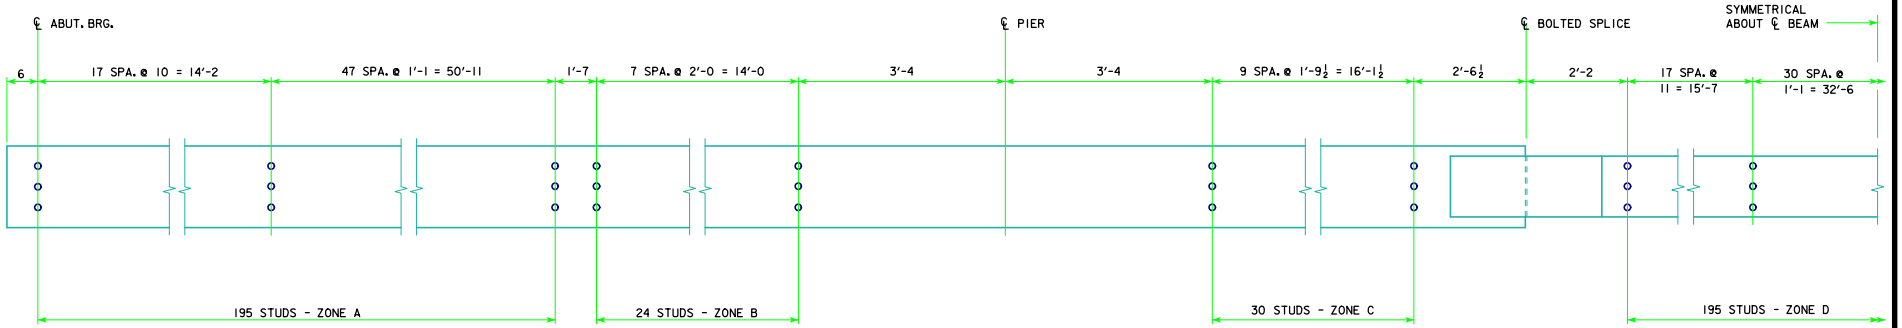 SYMMETRICAL
℄ ABUT. BRG.
℄ PIER
℄ BOLTED SPLICE
ABOUT ℄ BEAM
6
17 SPA. @ 10 = 14'-2
47 SPA. @ 1'-1 = 50'-11
1'-7
7 SPA. @ 2'-0 = 14'-0
3'-4
3'-4
9 SPA. @ 1'-9½ = 16'-1½
2'-6½
2'-2
17 SPA. @
11 = 15'-7
30 SPA. @
1'-1 = 32'-6
195 STUDS - ZONE A
24 STUDS - ZONE B
30 STUDS - ZONE C
195 STUDS - ZONE D